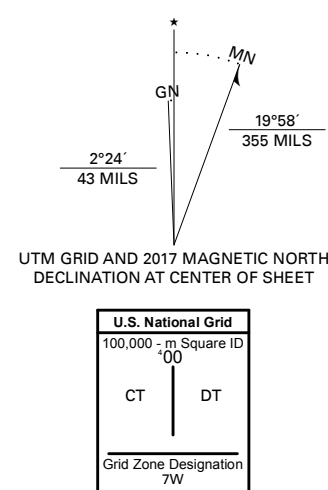 ★
MN
GN
19°58´
355 MILS
2°24´
43 MILS
UTM GRID AND 2017 MAGNETIC NORTH
DECLINATION AT CENTER OF SHEET
U.S. National Grid
100,000 - m Square ID
⁴00
CT DT
Grid Zone Designation
7W